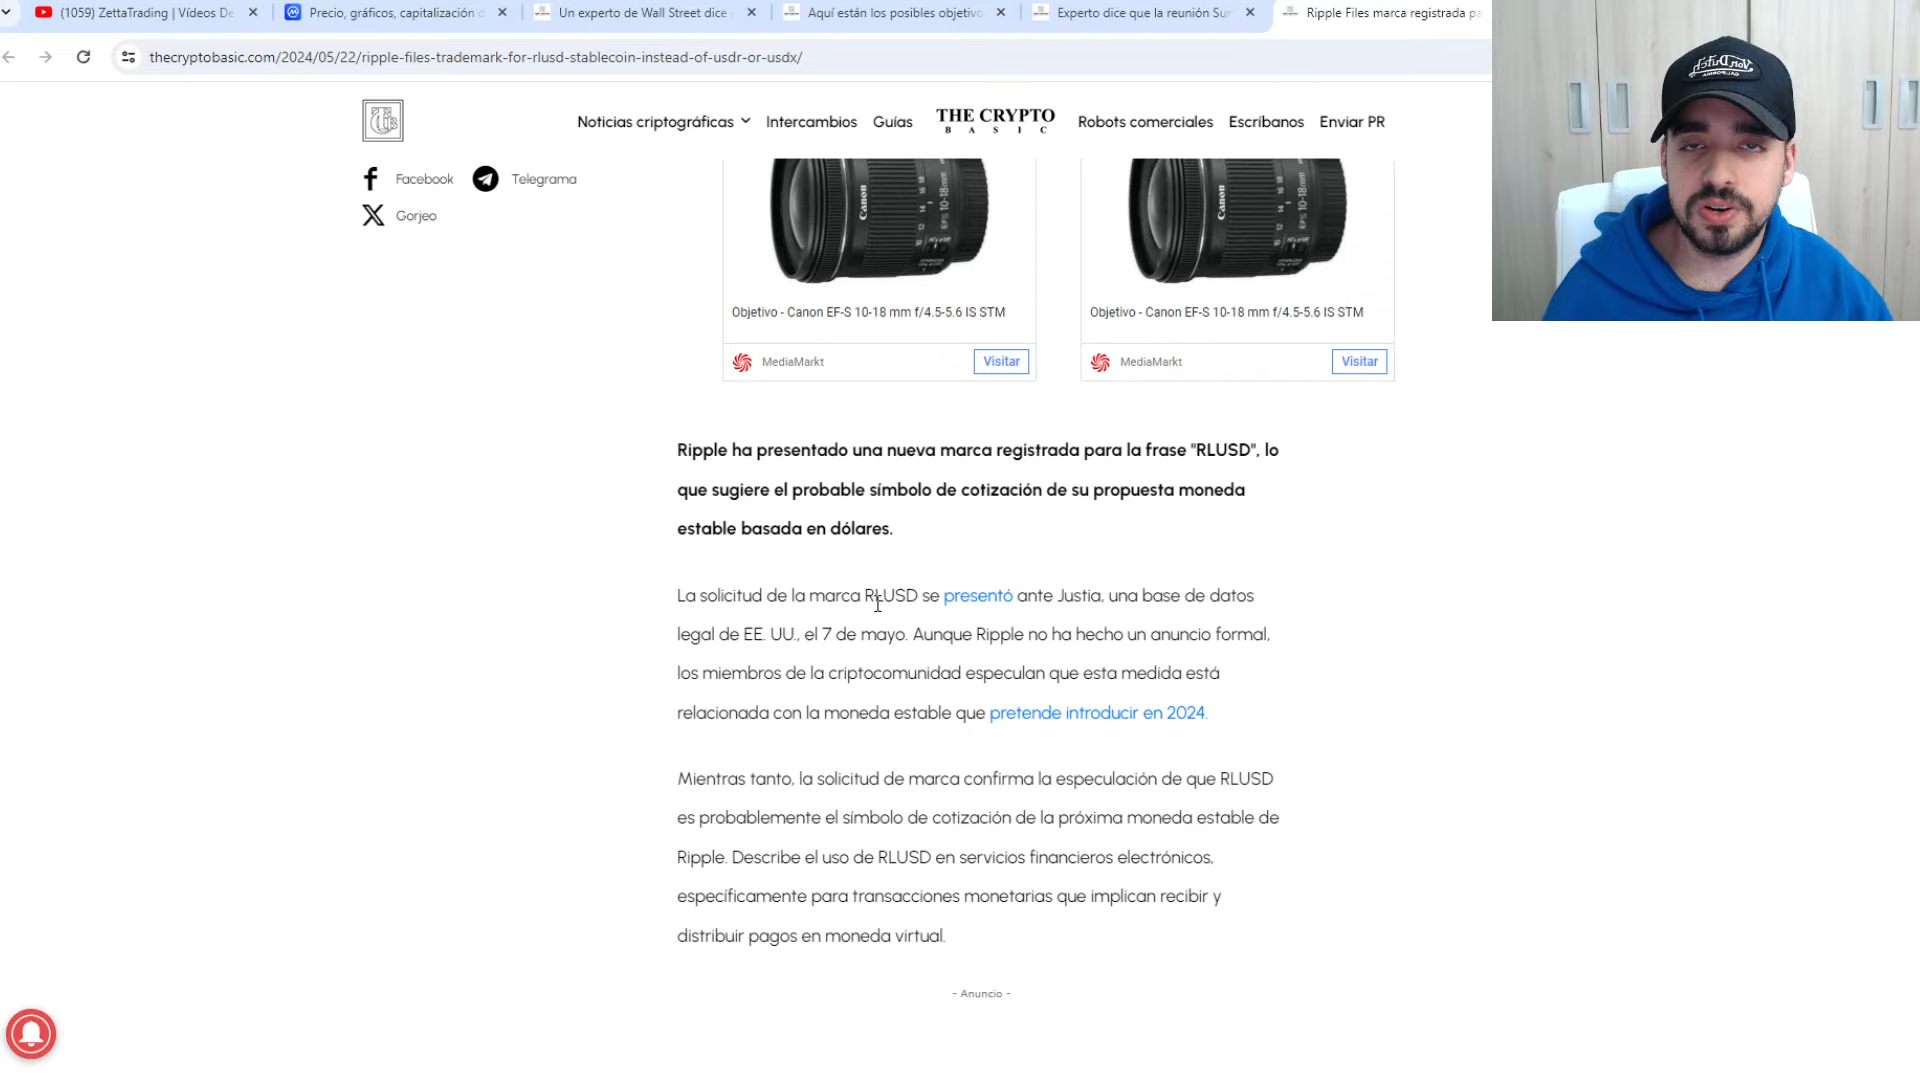 (1059) ZettaTrading | Vídeos De
Precio, gráficos, capitalización d
Un experto de Wall Street dice
Aquí están los posibles objetivo
Experto dice que la reunión Sur
Ripple Files marca registrada pa
thecryptobasic.com/2024/05/22/ripple-files-trademark-for-rlusd-stablecoin-instead-of-usdr-or-usdx/
Noticias criptográficas
Intercambios
Guías
THE CRYPTO
BASIC
Robots comerciales
Escríbanos
Enviar PR
Facebook
Telegrama
Gorjeo
Canon
Canon
Objetivo - Canon EF-S 10-18 mm f/4.5-5.6 IS STM
Objetivo - Canon EF-S 10-18 mm f/4.5-5.6 IS STM
MediaMarkt
Visitar
MediaMarkt
Visitar
Ripple ha presentado una nueva marca registrada para la frase "RLUSD", lo
que sugiere el probable símbolo de cotización de su propuesta moneda
estable basada en dólares.
La solicitud de la marca RLUSD se presentó ante Justia, una base de datos
legal de EE. UU., el 7 de mayo. Aunque Ripple no ha hecho un anuncio formal,
los miembros de la criptocomunidad especulan que esta medida está
relacionada con la moneda estable que pretende introducir en 2024.
Mientras tanto, la solicitud de marca confirma la especulación de que RLUSD
es probablemente el símbolo de cotización de la próxima moneda estable de
Ripple. Describe el uso de RLUSD en servicios financieros electrónicos,
específicamente para transacciones monetarias que implican recibir y
distribuir pagos en moneda virtual.
- Anuncio -